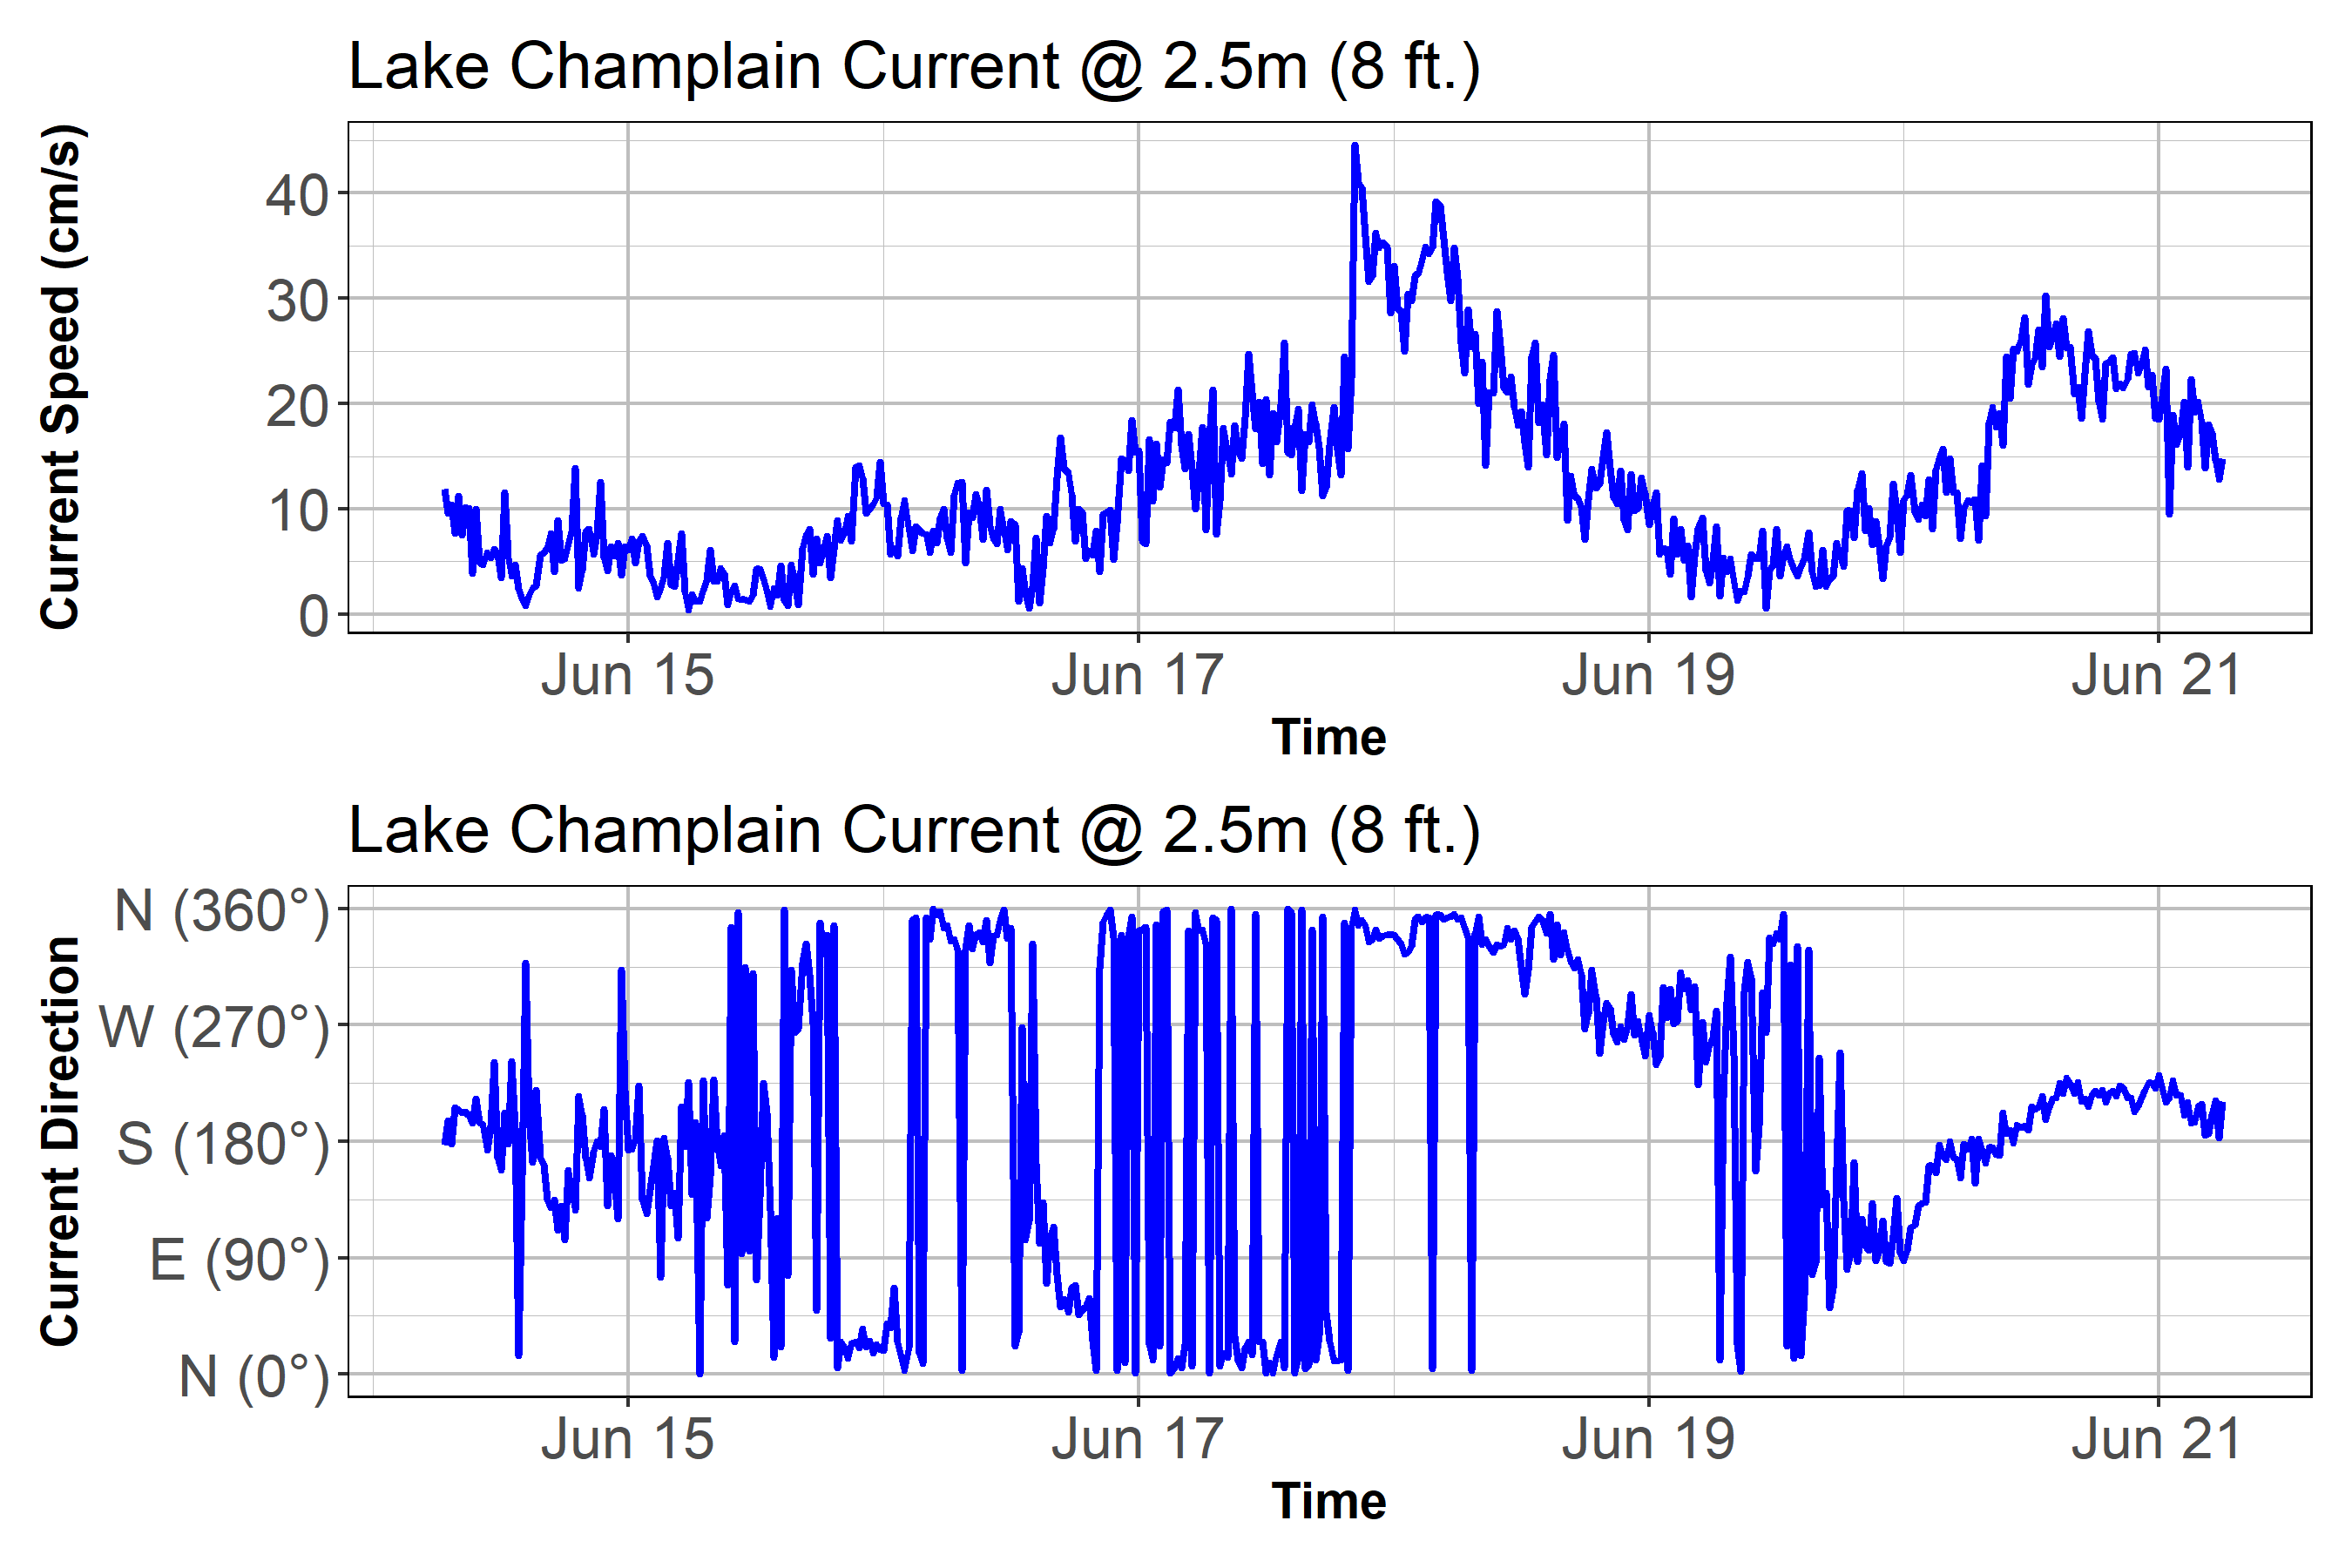 Lake Champlain Current @ 2.5m (8 ft.)
Current Speed (cm/s)
40
30
20
10
0
Jun 15 Jun 17 Jun 19 Jun 21
Time
Lake Champlain Current @ 2.5m (8 ft.)
Current Direction
N (360°)
W (270°)
S (180°)
E (90°)
N (0°)
Jun 15 Jun 17 Jun 19 Jun 21
Time